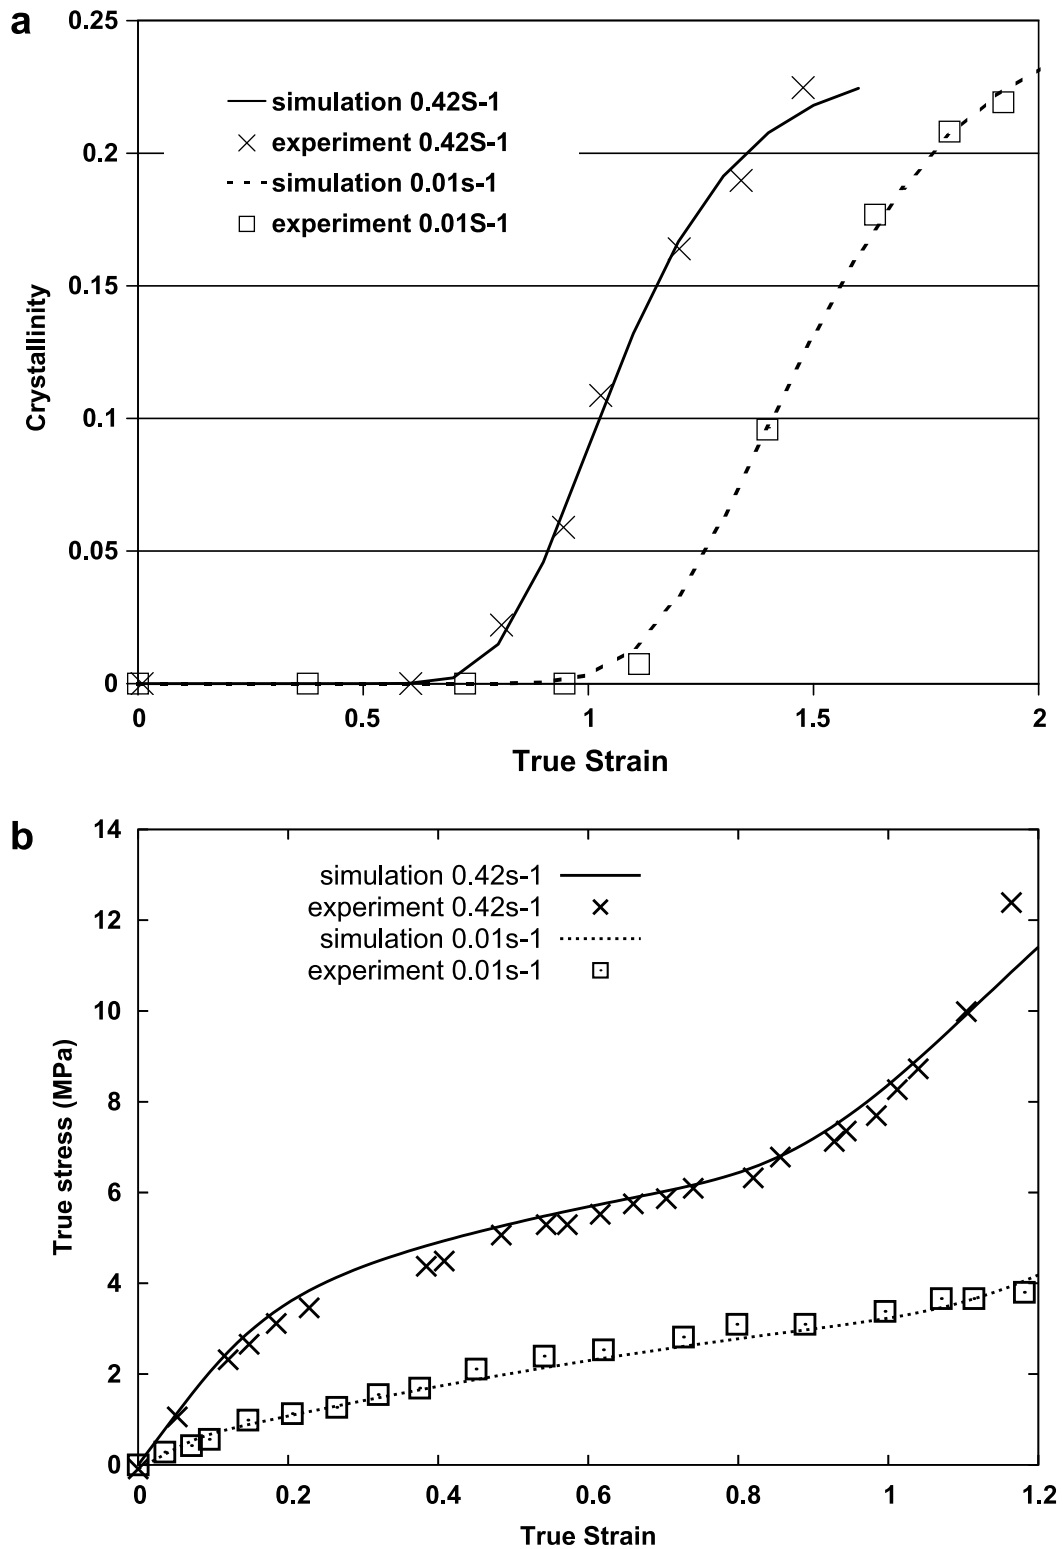 a
0.25
0.2
0.15
0.1
0.05
0
simulation 0.42S-1
experiment 0.42S-1
simulation 0.01s-1
experiment 0.01S-1
Crystallinity
0 0.5 1 1.5 2
True Strain
b
14
12
10
8
6
4
2
0
simulation 0.42s-1
experiment 0.42s-1
simulation 0.01s-1
experiment 0.01s-1
True stress (MPa)
0 0.2 0.4 0.6 0.8 1 1.2
True Strain